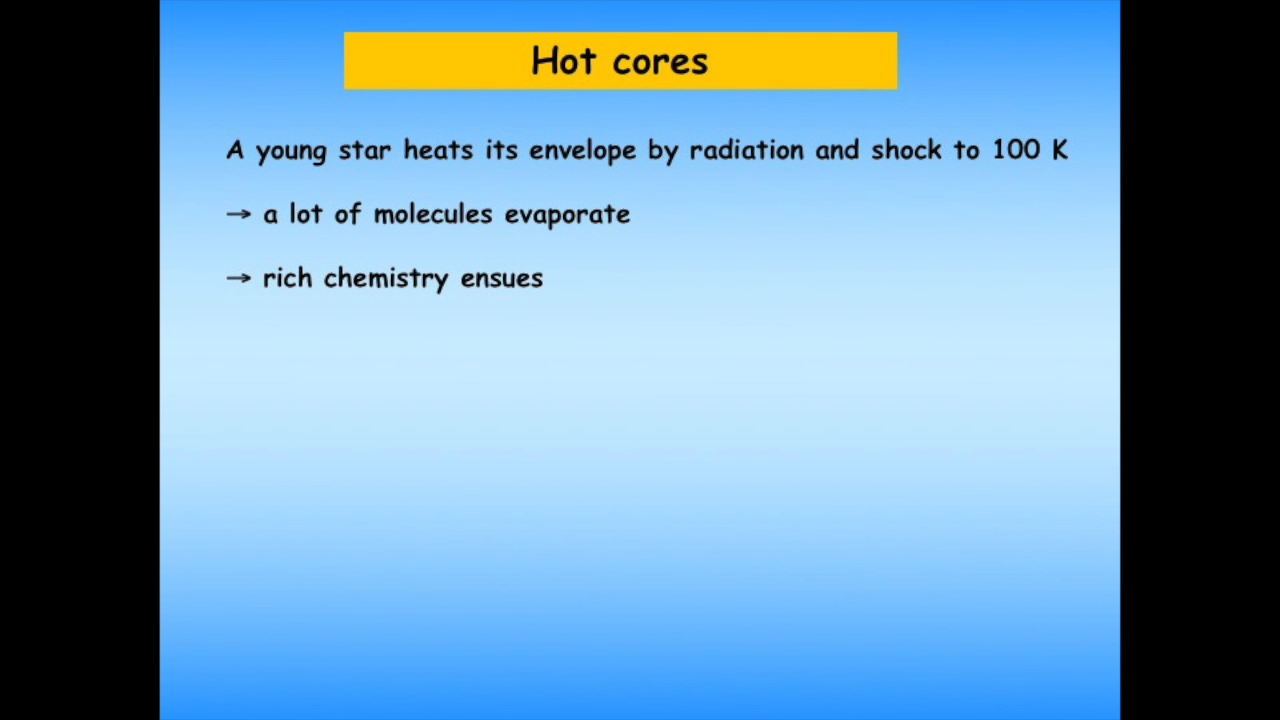 Hot cores
A young star heats its envelope by radiation and shock to 100 K
→ a lot of molecules evaporate
→ rich chemistry ensues